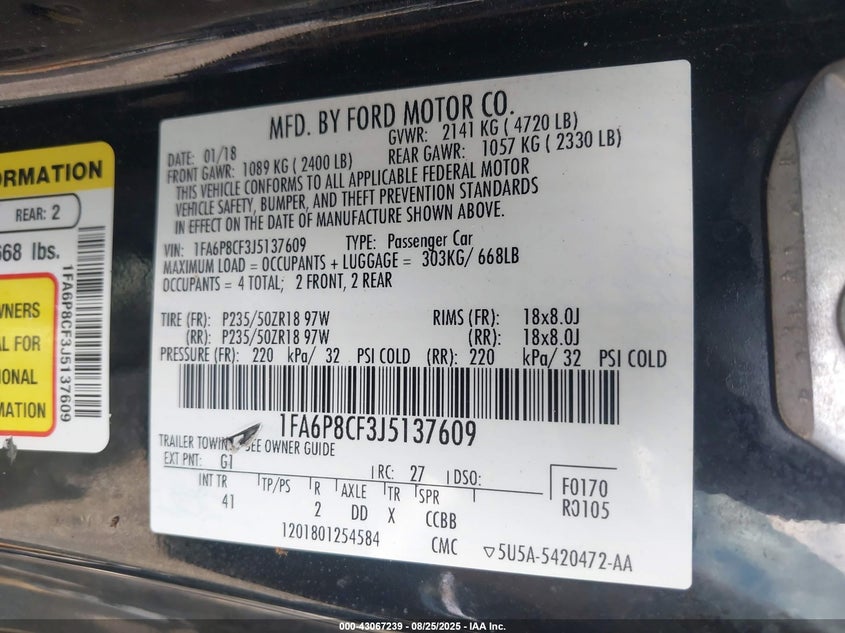 ORMATION
REAR: 2
668 lbs.
WNERS
AL FOR
IONAL
MATION
1FA6P8CF3J5137609
MFD. BY FORD MOTOR CO.
DATE: 01/18 GVWR: 2141 KG ( 4720 LB)
FRONT GAWR: 1089 KG ( 2400 LB) REAR GAWR: 1057 KG ( 2330 LB)
THIS VEHICLE CONFORMS TO ALL APPLICABLE FEDERAL MOTOR
VEHICLE SAFETY, BUMPER, AND THEFT PREVENTION STANDARDS
IN EFFECT ON THE DATE OF MANUFACTURE SHOWN ABOVE.
VIN: 1FA6P8CF3J5137609 TYPE: Passenger Car
MAXIMUM LOAD = OCCUPANTS + LUGGAGE = 303KG/ 668LB
OCCUPANTS = 4 TOTAL; 2 FRONT, 2 REAR
TIRE (FR): P235/50ZR18 97W RIMS (FR): 18x8.0J
(RR): P235/50ZR18 97W (RR): 18x8.0J
PRESSURE (FR): 220 kPa/ 32 PSI COLD (RR): 220 kPa/ 32 PSI COLD
1FA6P8CF3J5137609
TRAILER TOWING SEE OWNER GUIDE
EXT PNT: G1 RC: 27 DSO:
INT TR TP/PS R AXLE TR SPR F0170
41 2 DD X CCBB R0105
1201801254584 CMC ▽5U5A-5420472-AA
000-43067239 - 08/25/2025 - IAA Inc.